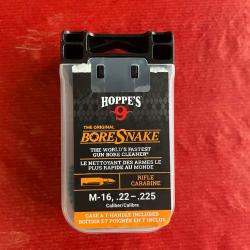 HOPPE'S
9
THE ORIGINAL
BORESNAKE
THE WORLD'S FASTEST
GUN BORE CLEANER
LE NETTOYANT DES ARMES LE
PLUS RAPIDE AU MONDE
RIFLE
CARABINE
M-16, .22-.225
Caliber/Calibre
CASE & T-HANDLE INCLUDED
BOÎTIER ET POIGNÉE EN T INCLUS